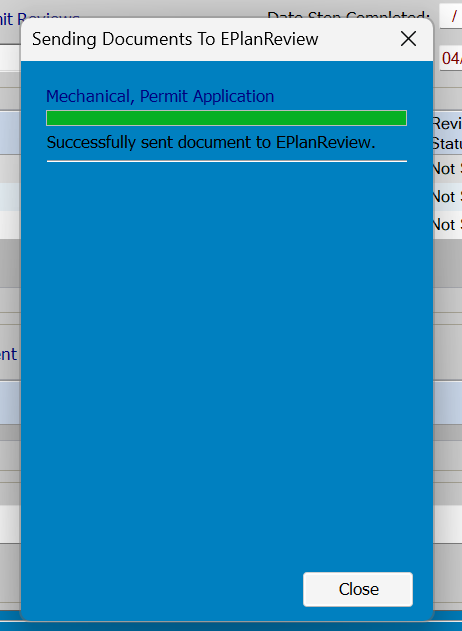 Date Step Completed:
/
Sending Documents To EPlanReview
04/
Mechanical, Permit Application
Successfully sent document to EPlanReview.
Not
Not
Not
Close